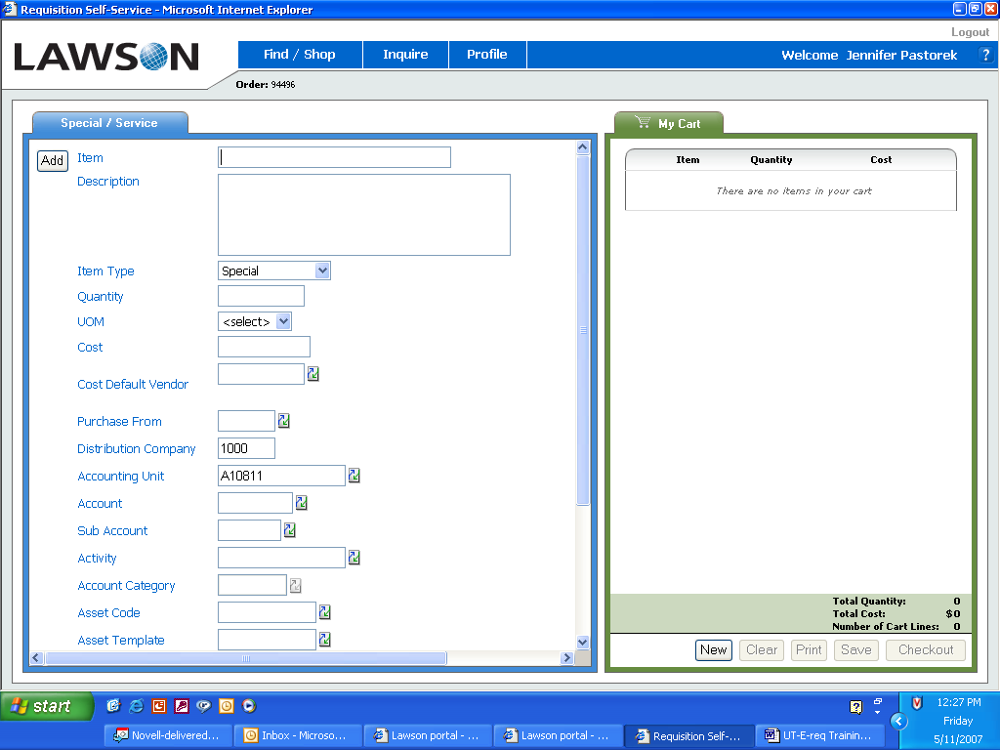 Requisition Self-Service - Microsoft Internet Explorer
Logout
LAWSON
Find / Shop Inquire Profile Welcome Jennifer Pastorek ?
Order: 94496
Special / Service
My Cart
Add Item
Description
Item Type Special
Quantity
UOM <select>
Cost
Cost Default Vendor
Purchase From
Distribution Company 1000
Accounting Unit A10811
Account
Sub Account
Activity
Account Category
Asset Code
Asset Template
Item Quantity Cost
There are no items in your cart
Total Quantity: 0
Total Cost: $0
Number of Cart Lines: 0
New Clear Print Save Checkout
start
12:27 PM
Friday
5/11/2007
Novell-delivered... Inbox - Microso... Lawson portal - ... Lawson portal - ... Requisition Self-... UT-E-req Trainin...